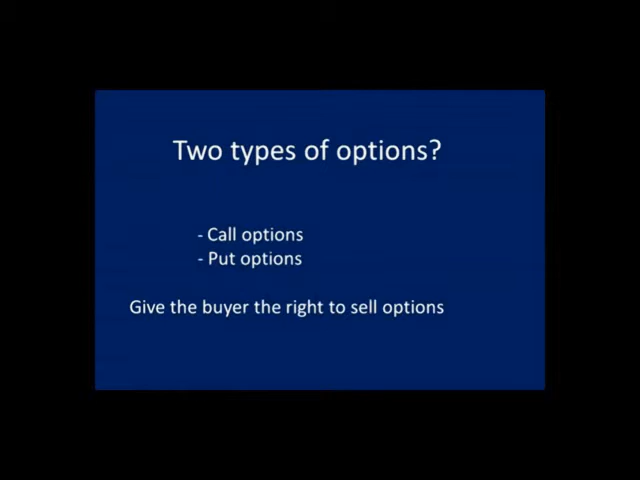 Two types of options?
- Call options
- Put options
Give the buyer the right to sell options